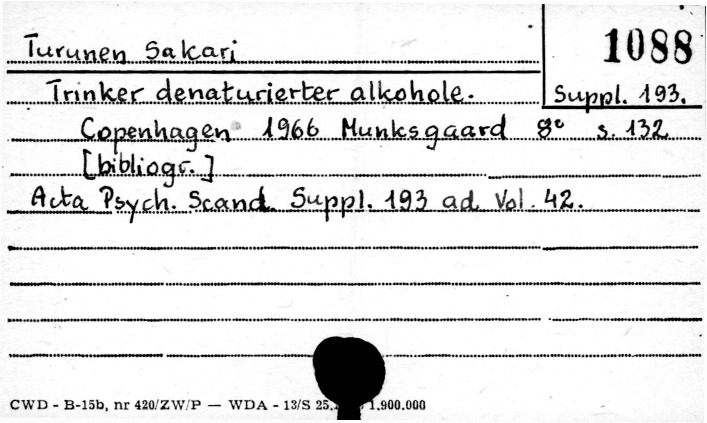 Turunen Sakari
1088
Trinker denaturierter alkohole.
Suppl. 193.
Copenhagen 1966 Munksgaard 8° s. 132
[bibliogr.]
Acta Psych. Scand. Suppl. 193 ad Vol. 42.
CWD - B-15b, nr 420/ZW/P — WDA - 13/S 25, 1.900.000